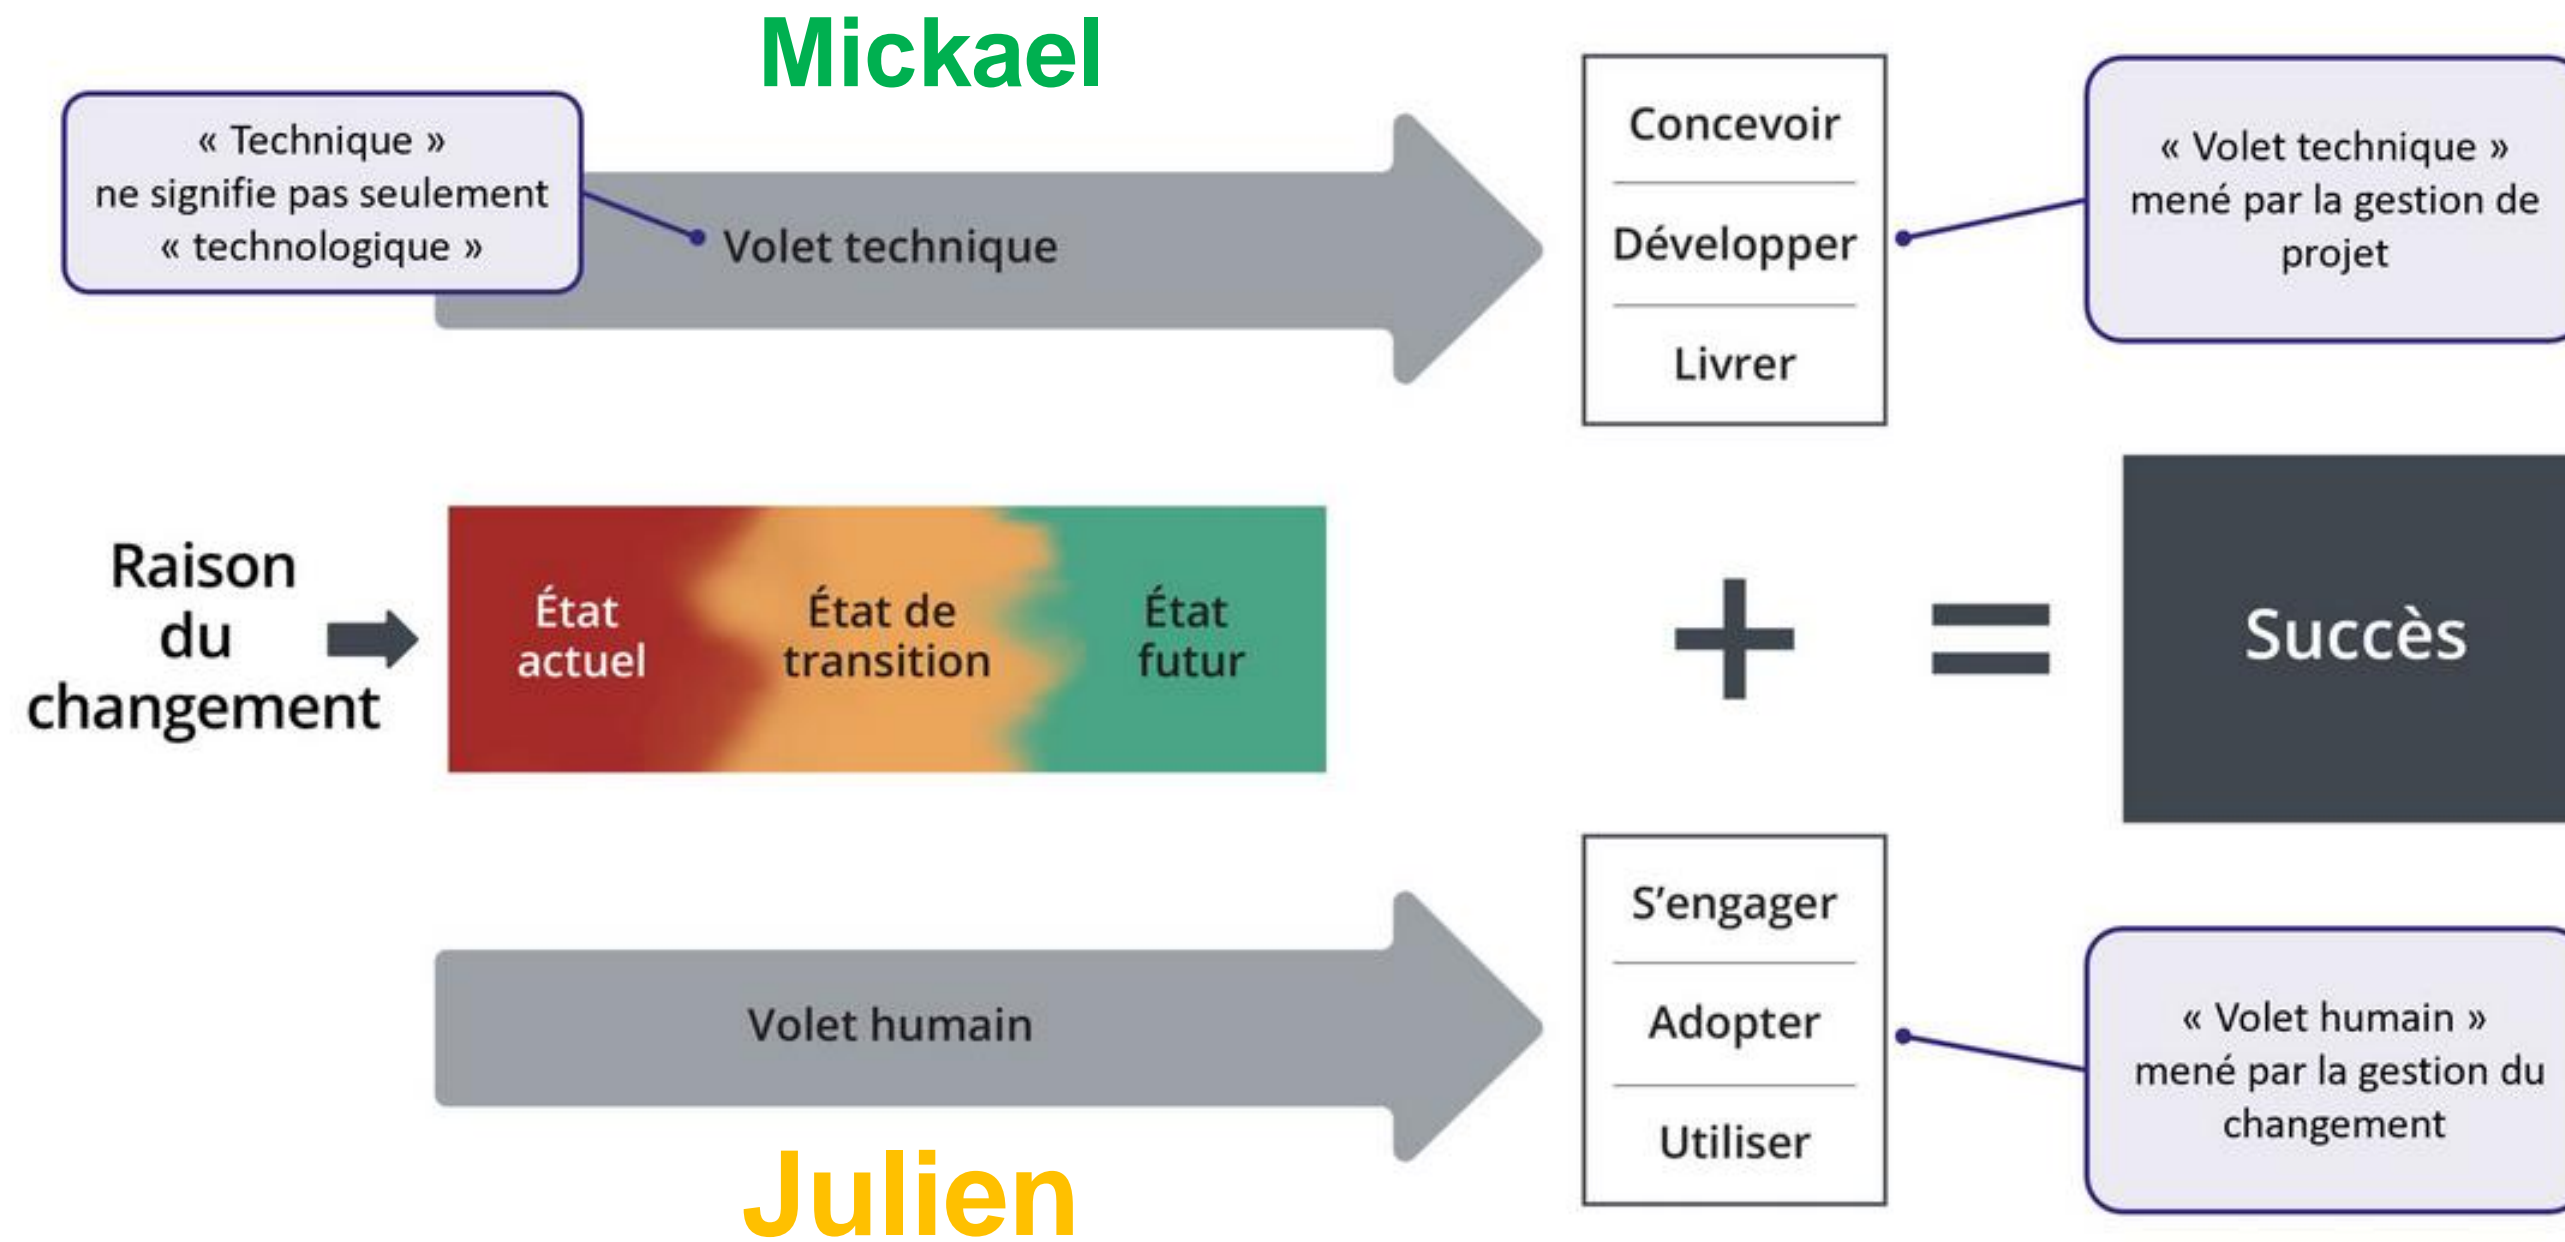 Mickael
« Technique »
ne signifie pas seulement
« technologique »
Volet technique
Concevoir
Développer
Livrer
« Volet technique »
mené par la gestion de
projet
Raison
du
changement
État
actuel
État de
transition
État
futur
+
=
Succès
Volet humain
S’engager
Adopter
Utiliser
« Volet humain »
mené par la gestion du
changement
Julien